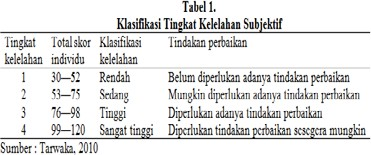 Tabel 1.
Klasifikasi Tingkat Kelelahan Subjektif
Tingkat Total skor Klasifikasi Tindakan perbaikan
kelelahan individu kelelahan
1 30—52 Rendah Belum diperlukan adanya tindakan perbaikan
2 53—75 Sedang Mungkin diperlukan adanya tindakan perbaikan
3 76—98 Tinggi Diperlukan adanya tindakan perbaikan
4 99—120 Sangat tinggi Diperlukan tindakan perbaikan sesegera mungkin
Sumber : Tarwaka, 2010